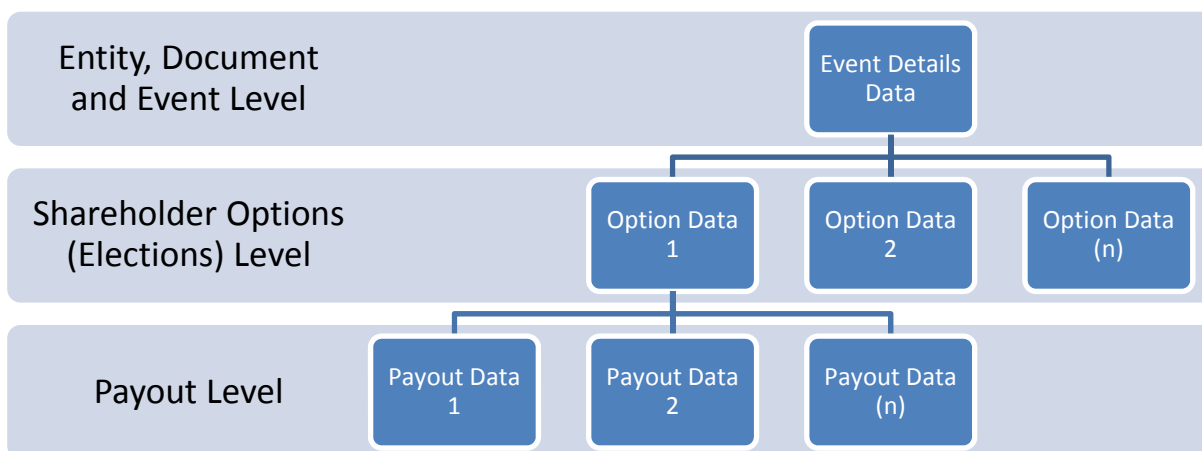 Entity, Document
and Event Level
Event Details
Data
Shareholder Options
(Elections) Level
Option Data
1
Option Data
2
Option Data
(n)
Payout Level
Payout Data
1
Payout Data
2
Payout Data
(n)